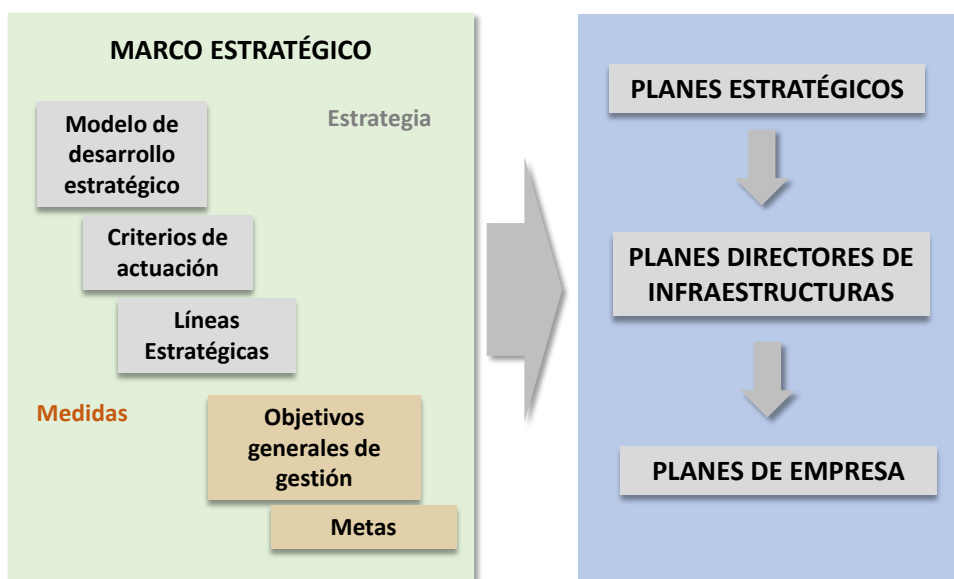 MARCO ESTRATÉGICO
Estrategia
Modelo de
desarrollo
estratégico
Criterios de
actuación
Líneas
Estratégicas
Medidas
Objetivos
generales de
gestión
Metas
PLANES ESTRATÉGICOS
PLANES DIRECTORES DE
INFRAESTRUCTURAS
PLANES DE EMPRESA